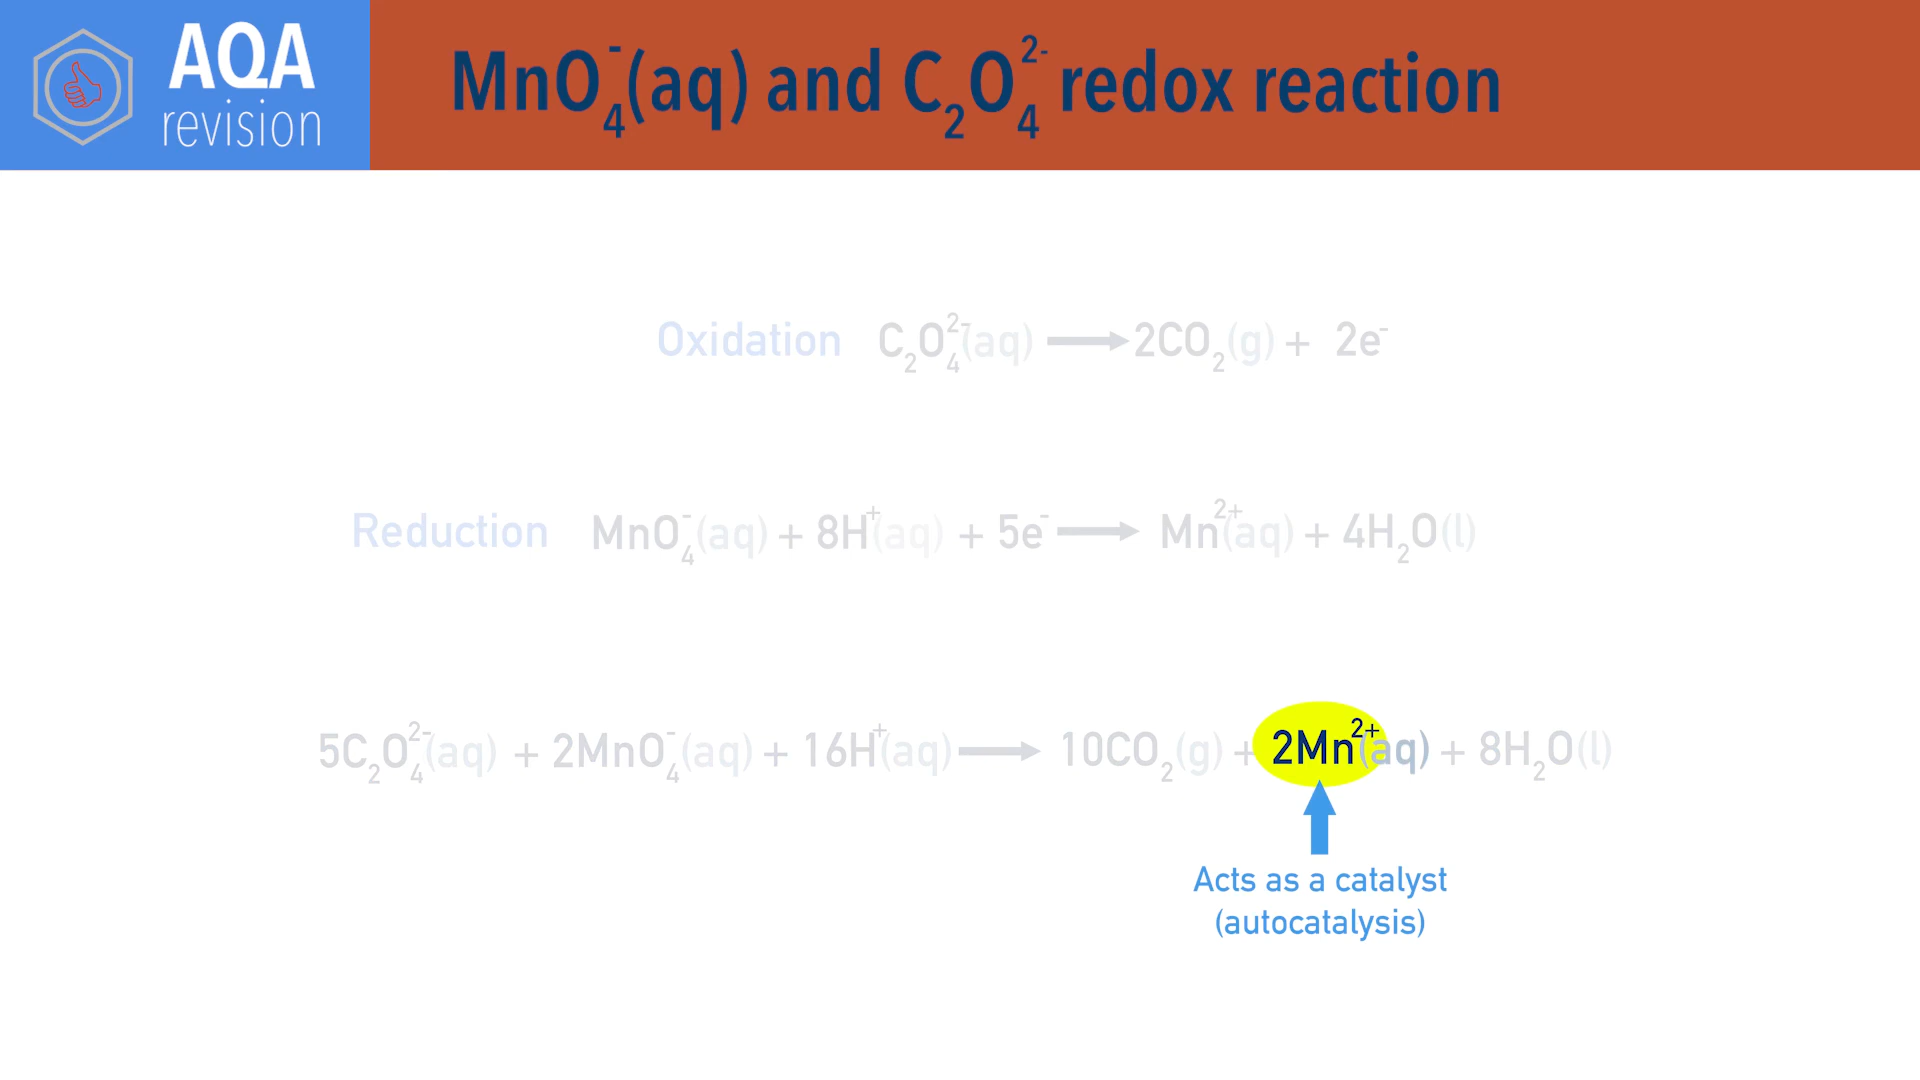 AQA
revision
MnO₄⁻(aq) and C₂O₄²⁻ redox reaction
Oxidation C₂O₄²⁻(aq) ⟶ 2CO₂(g) + 2e⁻
Reduction MnO₄⁻(aq) + 8H⁺(aq) + 5e⁻ ⟶ Mn²⁺(aq) + 4H₂O(l)
5C₂O₄²⁻(aq) + 2MnO₄⁻(aq) + 16H⁺(aq) ⟶ 10CO₂(g) + 2Mn²⁺(aq) + 8H₂O(l)
Acts as a catalyst
(autocatalysis)